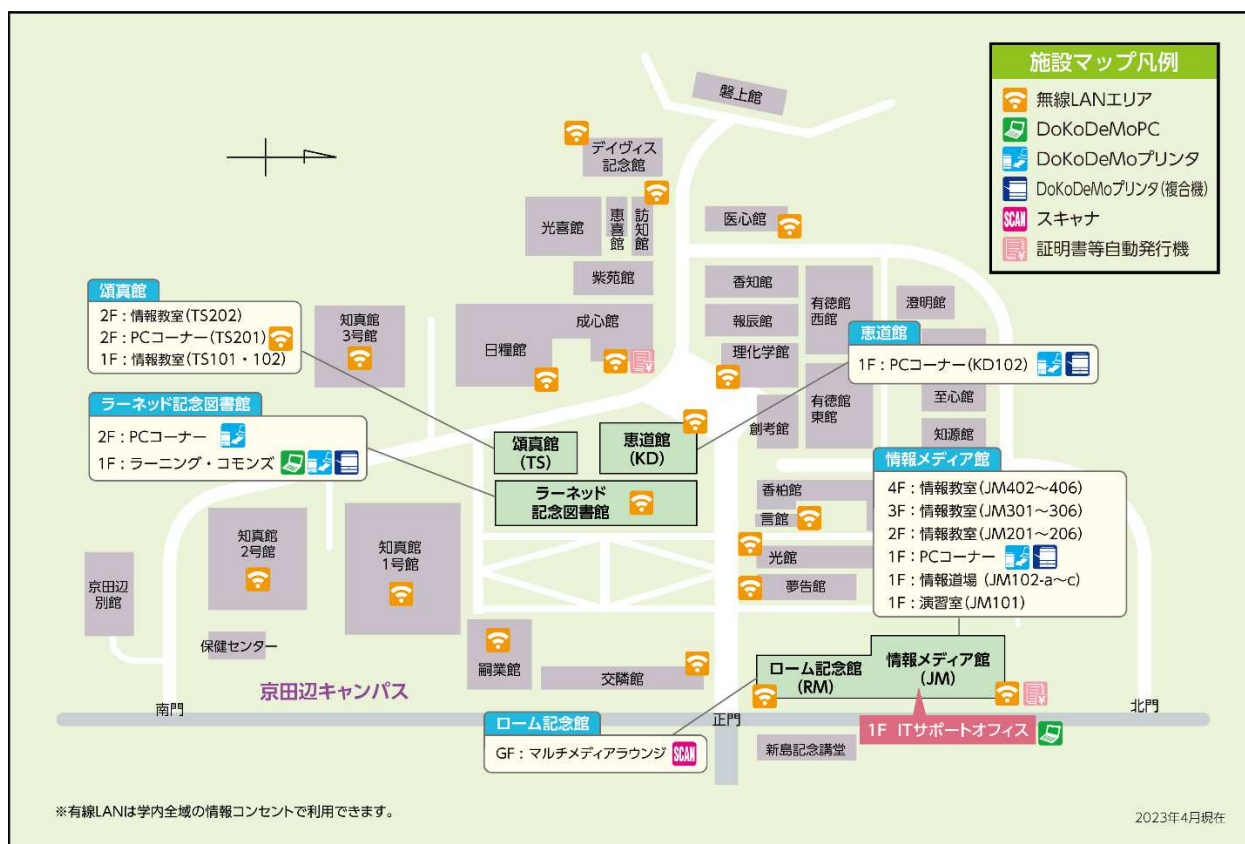 施設マップ凡例
無線LANエリア
DoKoDeMoPC
DoKoDeMoプリンタ
DoKoDeMoプリンタ(複合機)
SCAN スキャナ
証明書等自動発行機
磐上館
デイヴィス
記念館
光喜館
恵喜館
訪知館
医心館
紫苑館
香知館
有徳館
西館
澄明館
頌真館
2F:情報教室(TS202)
2F:PCコーナー(TS201)
1F:情報教室(TS101・102)
知真館
3号館
日糧館
成心館
報辰館
理化学館
恵道館
1F:PCコーナー(KD102)
ラーネッド記念図書館
2F:PCコーナー
1F:ラーニング・コモンズ
頌真館
(TS)
恵道館
(KD)
創考館
有徳館
東館
至心館
知源館
ラーネッド
記念図書館
情報メディア館
4F:情報教室(JM402〜406)
3F:情報教室(JM301〜306)
2F:情報教室(JM201〜206)
1F:PCコーナー
1F:情報道場(JM102-a〜c)
1F:演習室(JM101)
香柏館
言館
光館
夢告館
京田辺
別館
知真館
2号館
知真館
1号館
保健センター
嗣業館
交隣館
ローム記念館
(RM)
情報メディア館
(JM)
京田辺キャンパス
南門
正門
北門
ローム記念館
GF:マルチメディアラウンジ SCAN
新島記念講堂
1F ITサポートオフィス
※有線LANは学内全域の情報コンセントで利用できます。
2023年4月現在